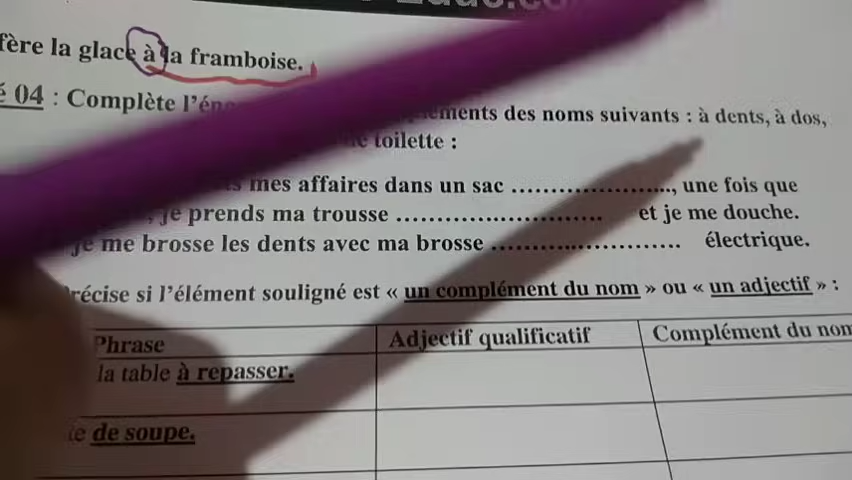 fère la glace à la framboise.
é 04 : Complète l'én ments des noms suivants : à dents, à dos,
toilette :
mes affaires dans un sac ......................, une fois que
, je prends ma trousse ............................ et je me douche.
je me brosse les dents avec ma brosse .......................... électrique.
Précise si l'élément souligné est « un complément du nom » ou « un adjectif » :
Phrase Adjectif qualificatif Complément du nom
la table à repasser.
de soupe.